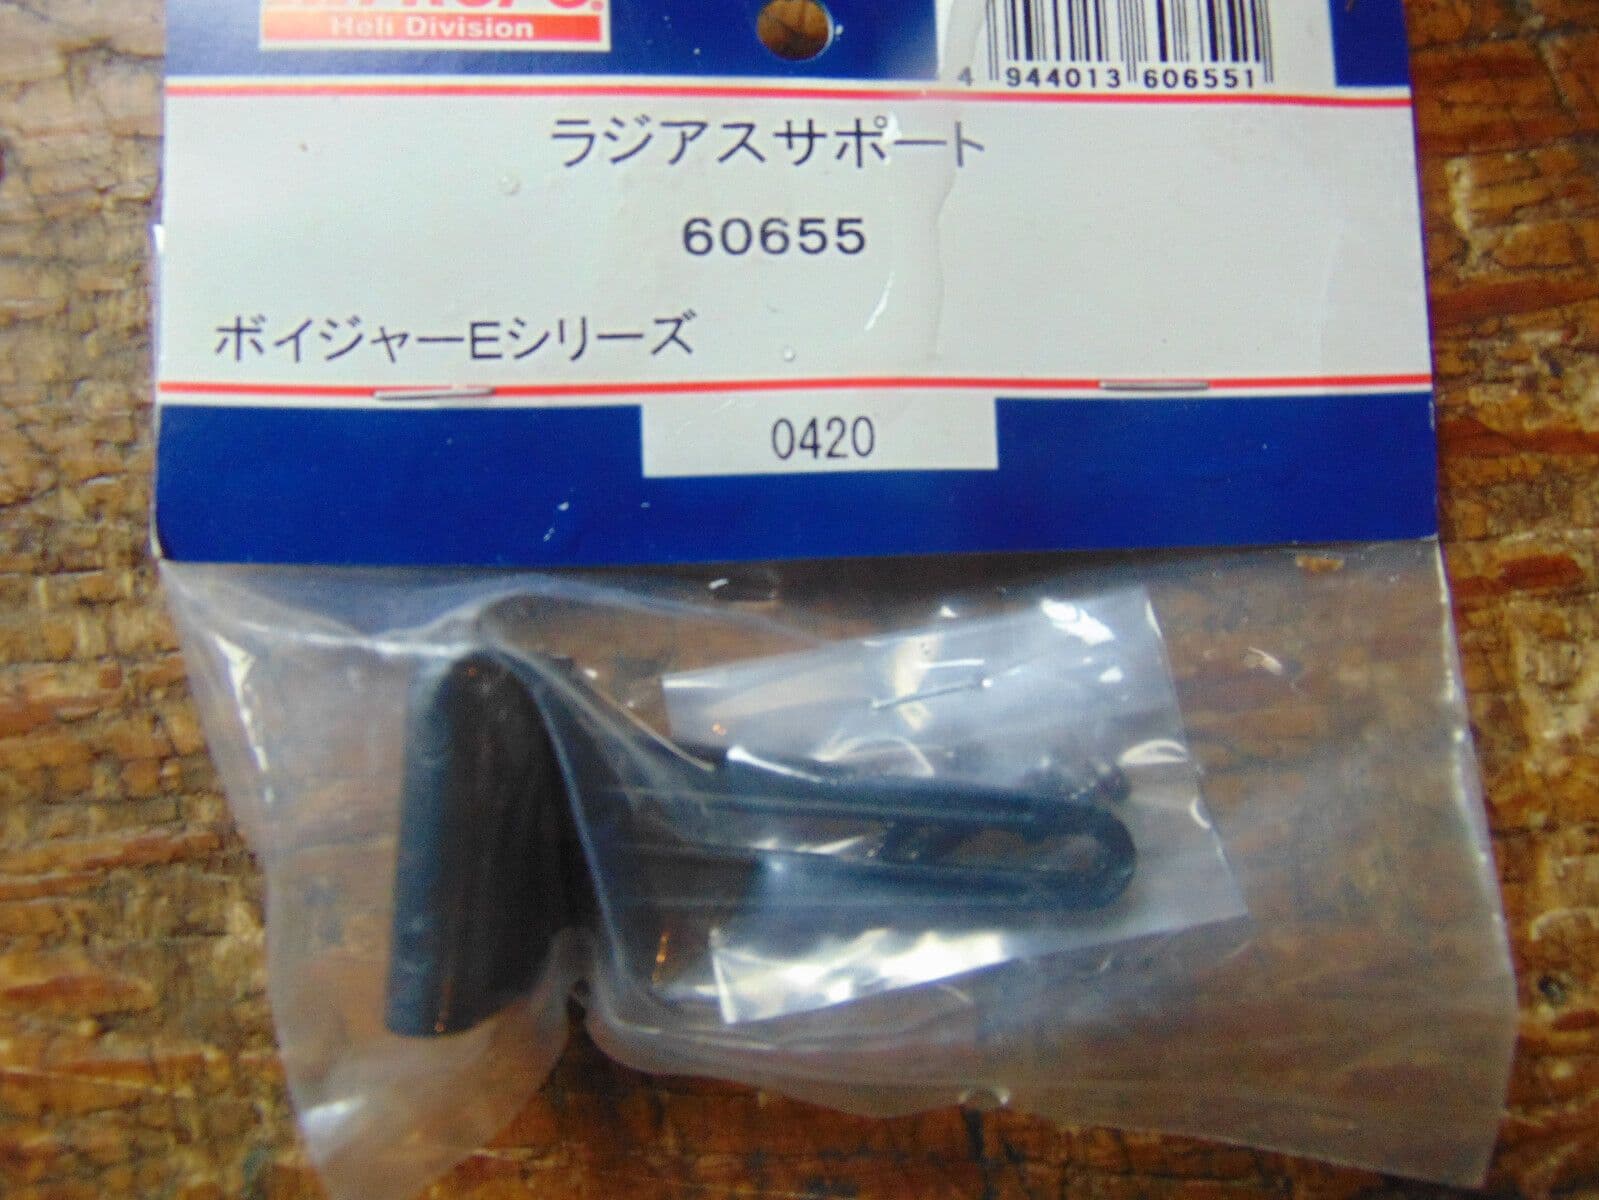 Heli Division
4 944013 606551
ラジアスサポート
60655
ボイジャーEシリーズ
0420